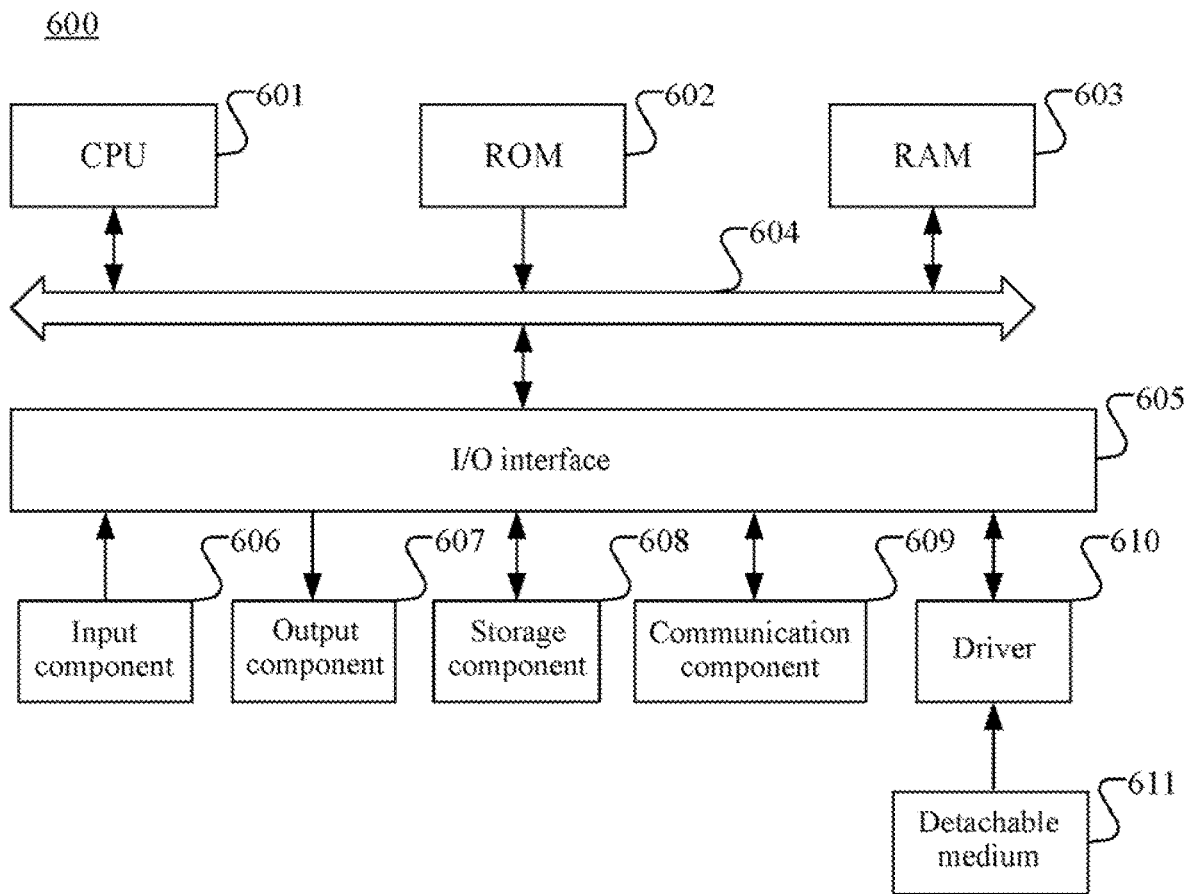 600
601
602
603
CPU
ROM
RAM
604
605
I/O interface
606
607
608
609
610
Input
component
Output
component
Storage
component
Communication
component
Driver
611
Detachable
medium